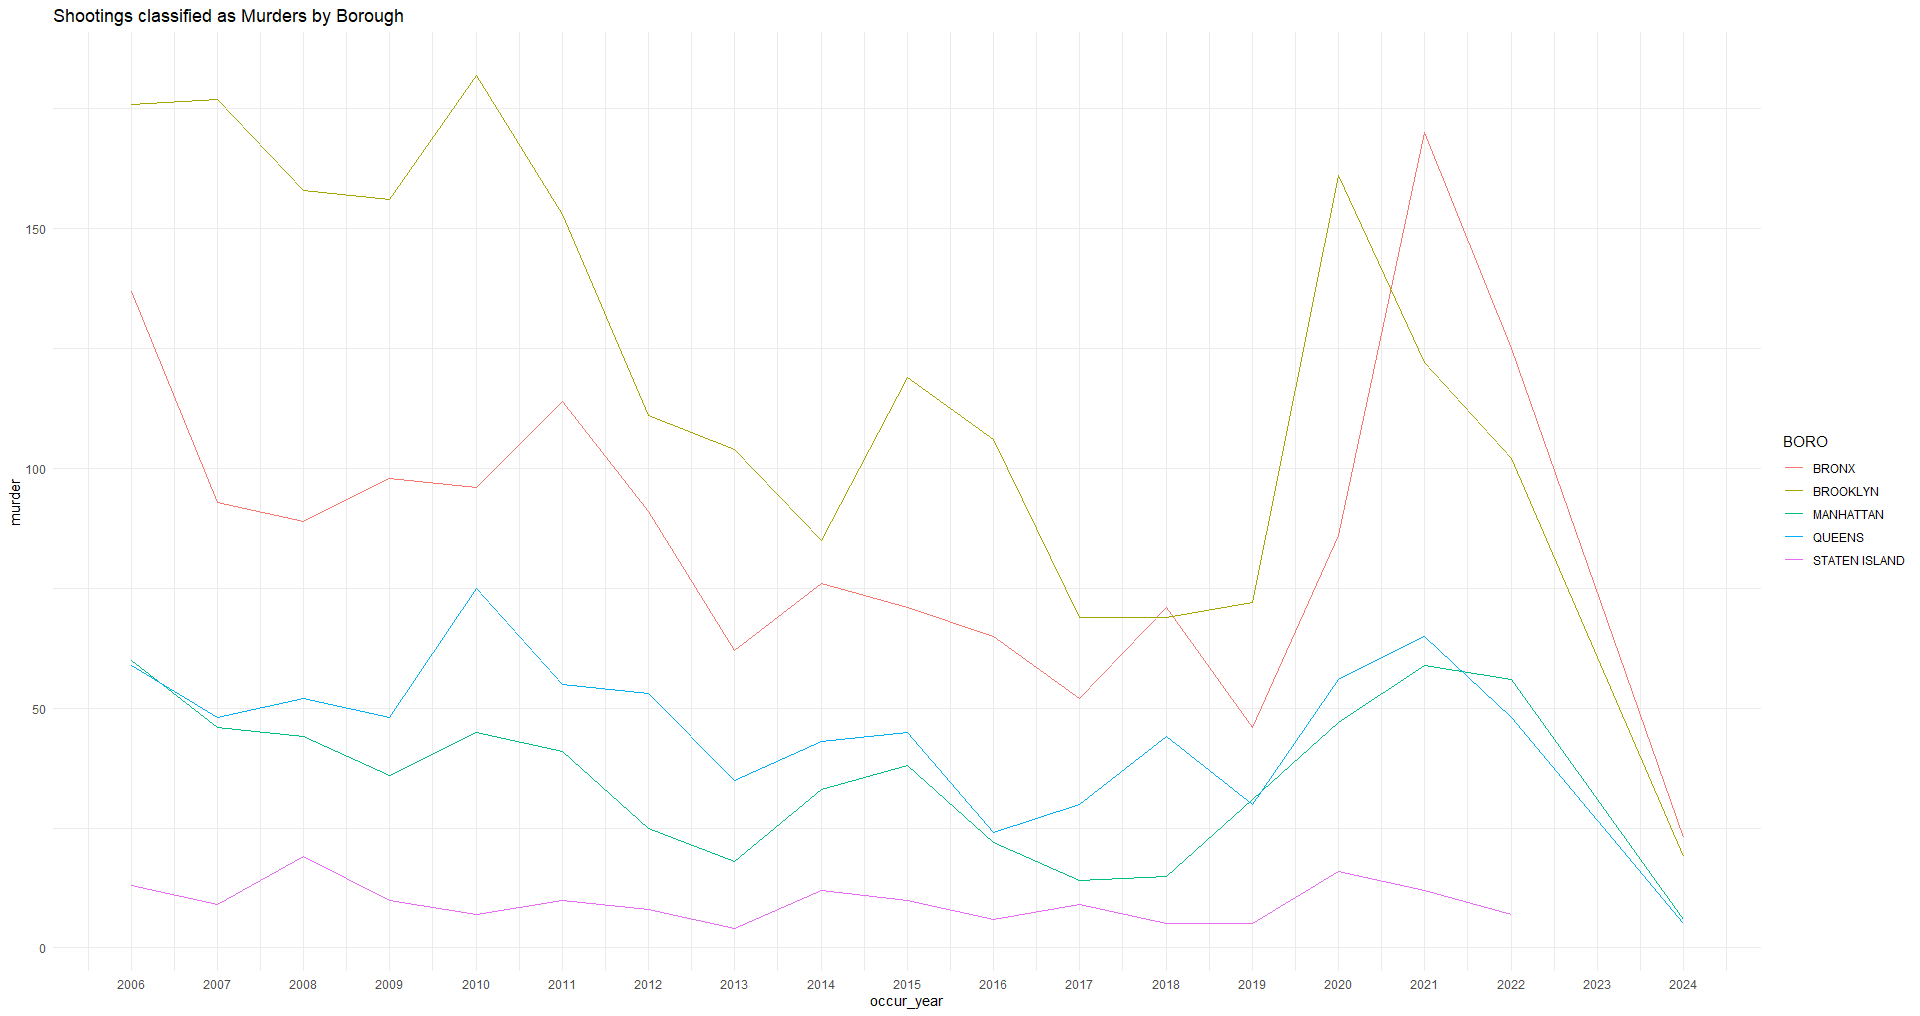 Shootings classified as Murders by Borough
murder
150
100
50
0
2006 2007 2008 2009 2010 2011 2012 2013 2014 2015 2016 2017 2018 2019 2020 2021 2022 2023 2024
occur_year
BORO
BRONX
BROOKLYN
MANHATTAN
QUEENS
STATEN ISLAND